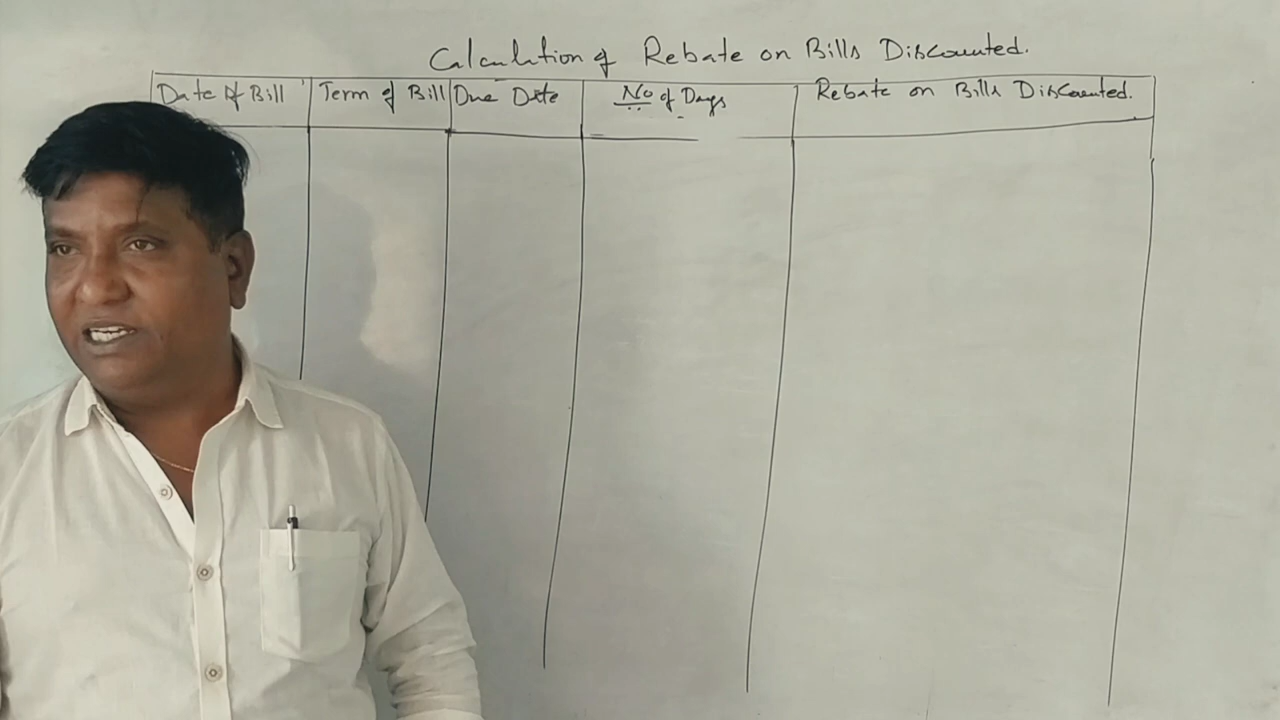 Calculation of Rebate on Bills Discounted.
Date of Bill Term of Bill Due Date No of Days Rebate on Bills Discounted.